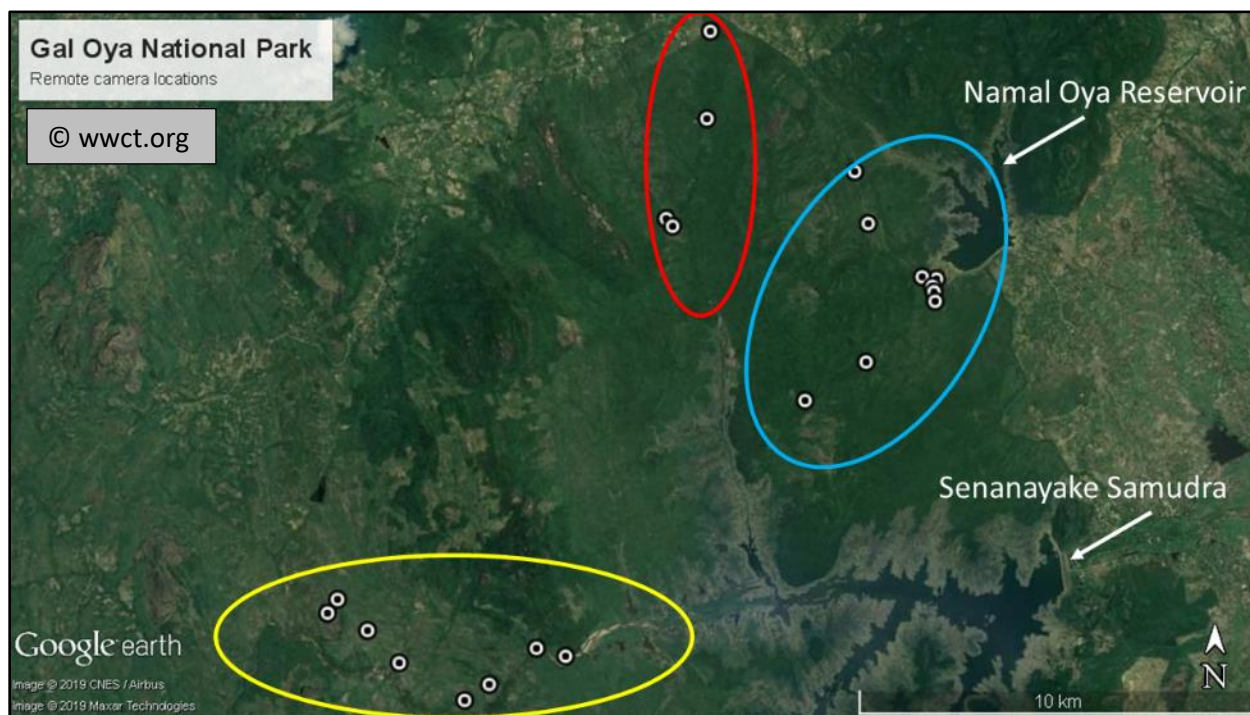 Gal Oya National Park
Remote camera locations
© wwct.org
Namal Oya Reservoir
Senanayake Samudra
Google earth
Image © 2019 CNES / Airbus
Image © 2019 Maxar Technologies
N
10 km